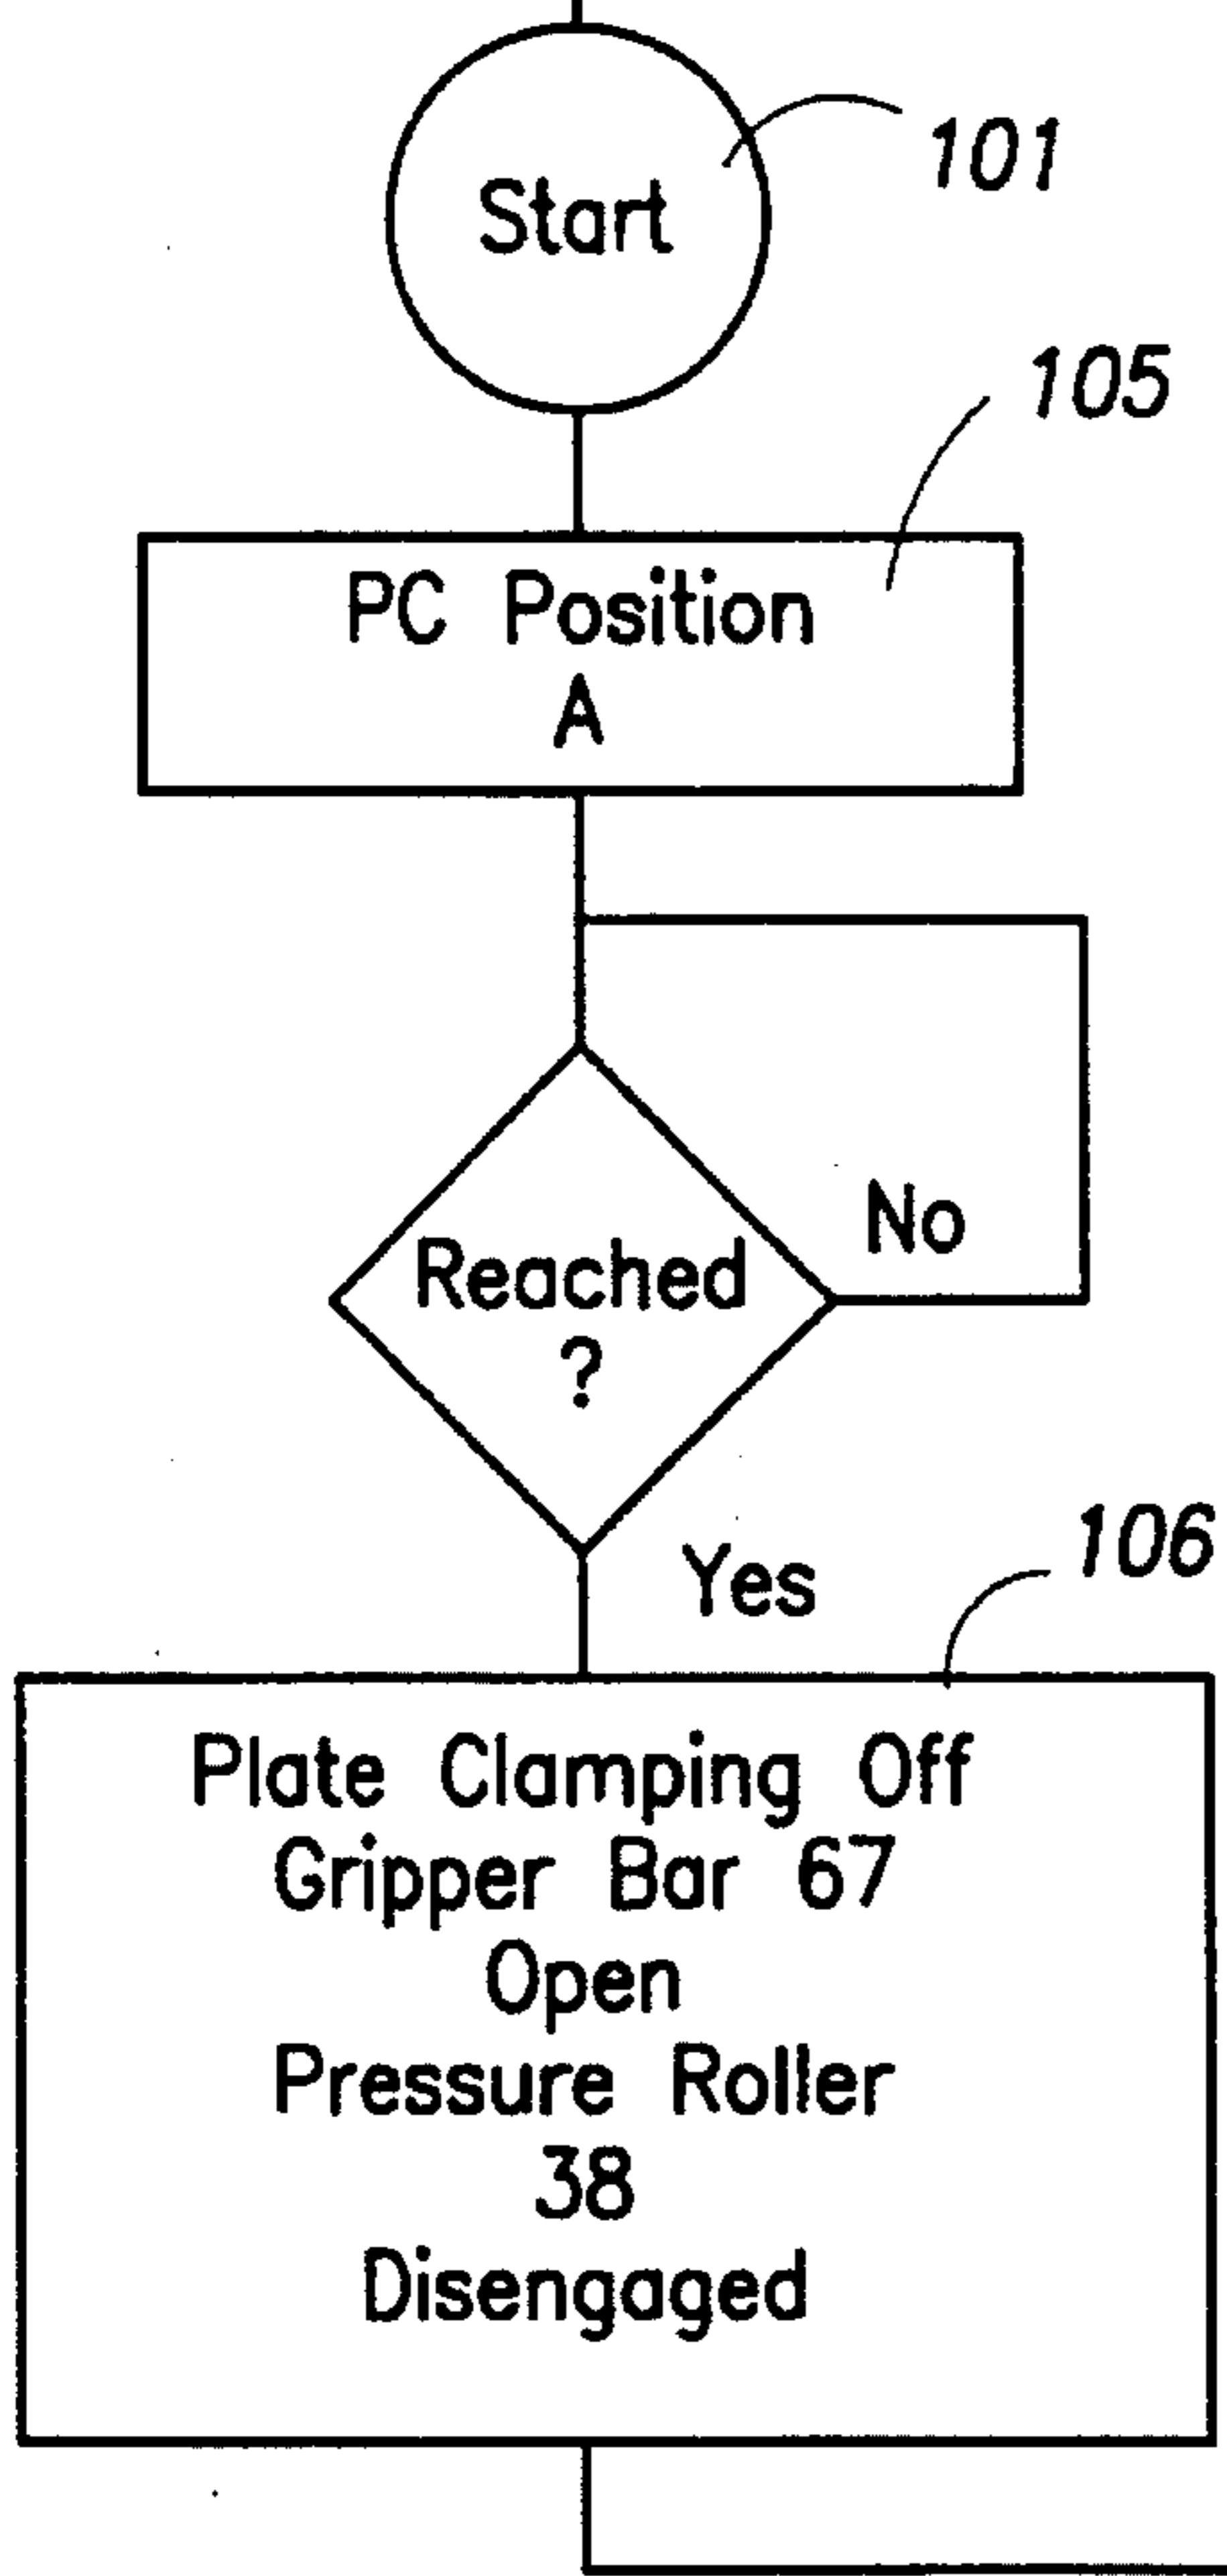 Start
101
105
PC Position
A
No
Reached
?
Yes
106
Plate Clamping Off
Gripper Bar 67
Open
Pressure Roller
38
Disengaged